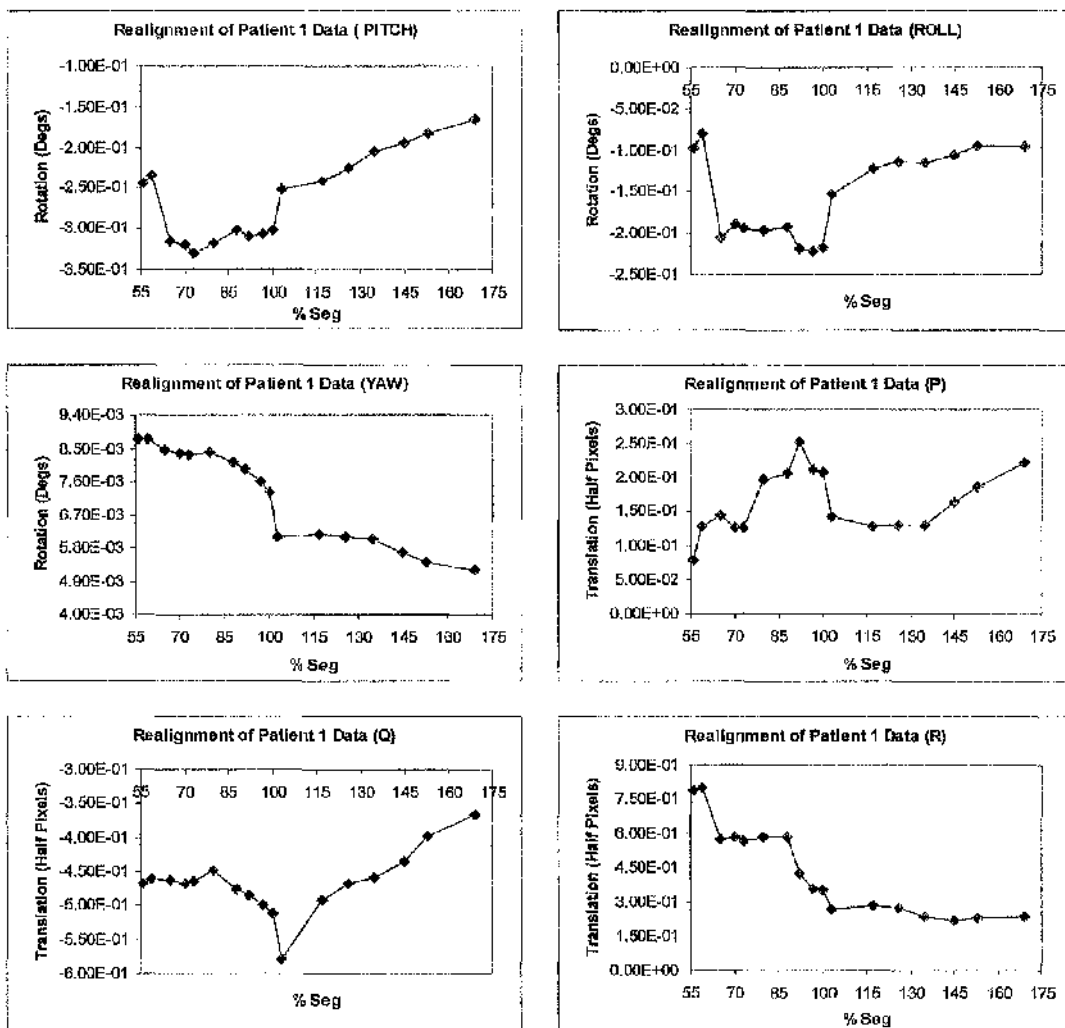 Realignment of Patient 1 Data ( PITCH)
-1.00E-01
-1.50E-01
-2.00E-01
-2.50E-01
-3.00E-01
-3.50E-01
Rotation (Degs)
55 70 85 100 115 130 145 160 175
% Seg
Realignment of Patient 1 Data (ROLL)
0.00E+00
55 70 85 100 115 130 145 160 175
-5.00E-02
-1.00E-01
-1.50E-01
-2.00E-01
-2.50E-01
Rotation (Degs)
% Seg
Realignment of Patient 1 Data (YAW)
9.40E-03
8.50E-03
7.60E-03
6.70E-03
5.80E-03
4.90E-03
4.00E-03
Rotation (Degs)
55 70 85 100 115 130 145 160 175
% Seg
Realignment of Patient 1 Data (P)
3.00E-01
2.50E-01
2.00E-01
1.50E-01
1.00E-01
5.00E-02
0.00E+00
Translation (Half Pixels)
55 70 85 100 115 130 145 160 175
% Seg
Realignment of Patient 1 Data (Q)
-3.00E-01
55 70 85 100 115 130 145 160 175
-3.50E-01
-4.00E-01
-4.50E-01
-5.00E-01
-5.50E-01
-6.00E-01
Translation (Half Pixels)
% Seg
Realignment of Patient 1 Data (R)
9.00E-01
7.50E-01
6.00E-01
4.50E-01
3.00E-01
1.50E-01
0.00E+00
Translation (Half Pixels)
55 70 85 100 115 130 145 160 175
% Seg